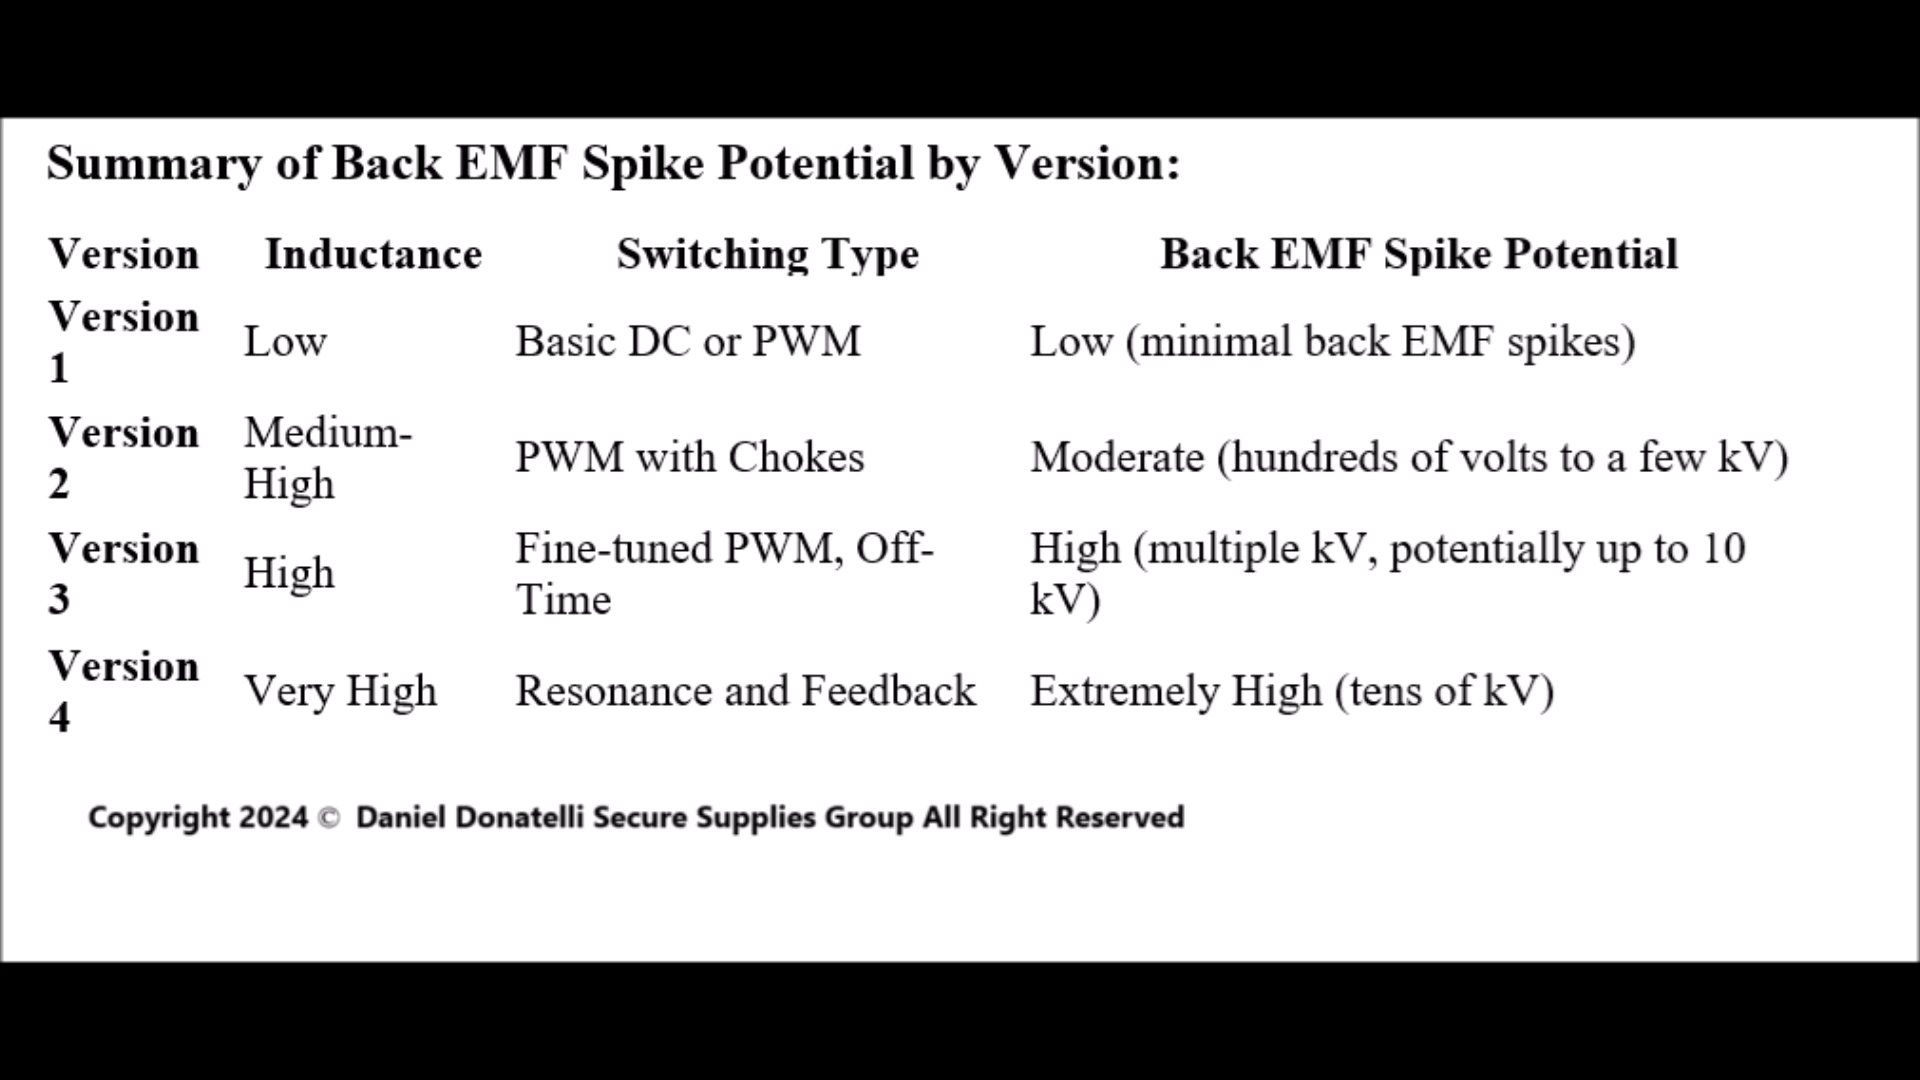 Summary of Back EMF Spike Potential by Version:
Version Inductance Switching Type Back EMF Spike Potential
Version
1
Low
Basic DC or PWM
Low (minimal back EMF spikes)
Version
2
Medium-
High
PWM with Chokes
Moderate (hundreds of volts to a few kV)
Version
3
High
Fine-tuned PWM, Off-
Time
High (multiple kV, potentially up to 10
kV)
Version
4
Very High
Resonance and Feedback
Extremely High (tens of kV)
Copyright 2024 © Daniel Donatelli Secure Supplies Group All Right Reserved